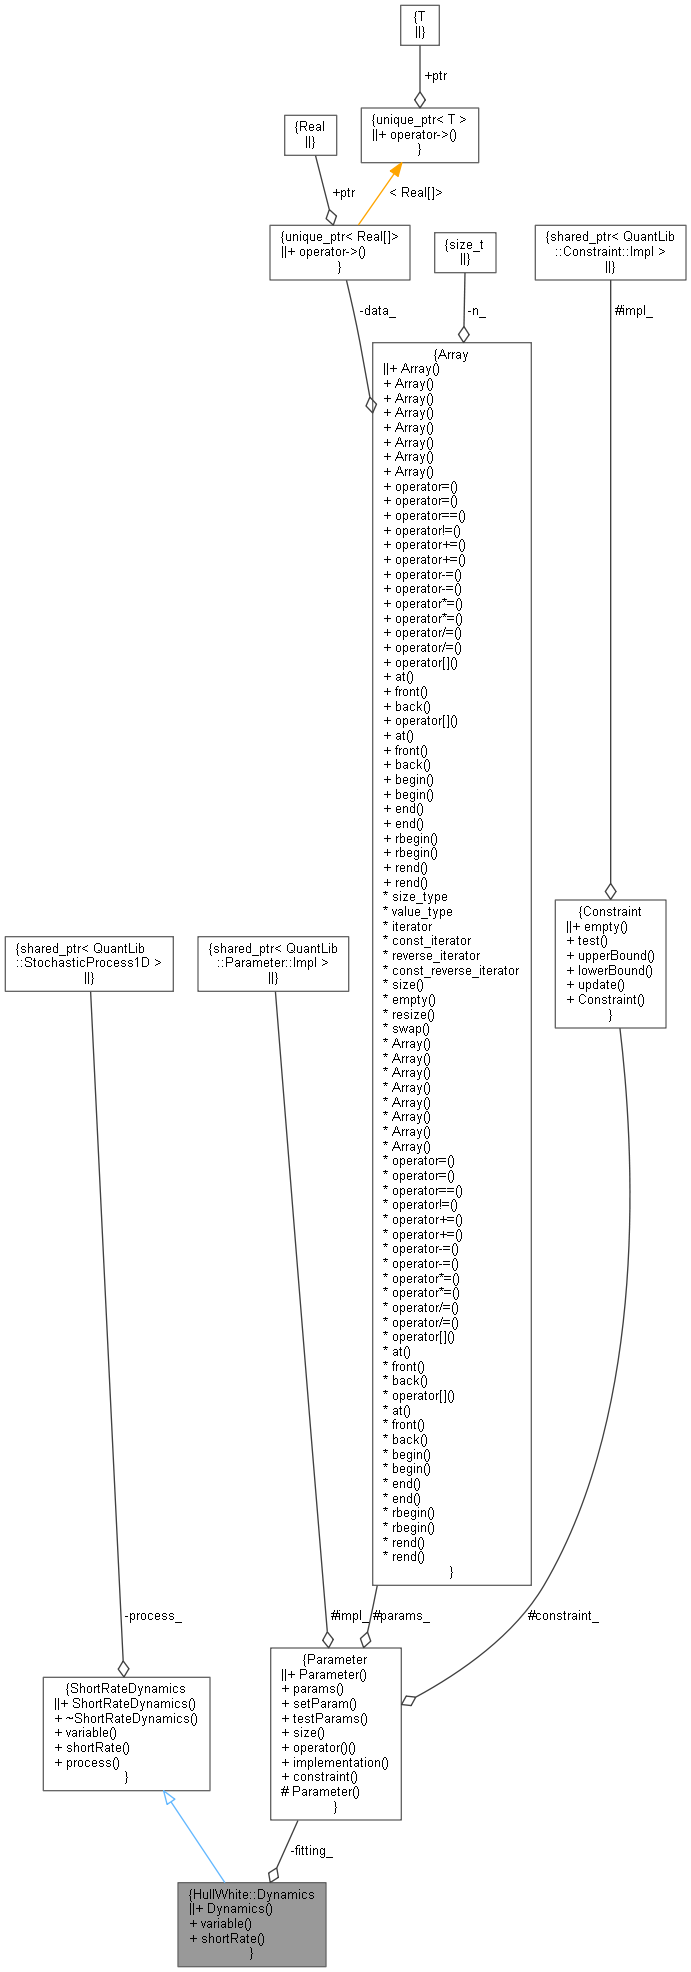 {T
||}
+ptr
{unique_ptr< T >
||+ operator->()
}
{Real
||}
+ptr
< Real[]>
{unique_ptr< Real[]>
||+ operator->()
}
{size_t
||}
{shared_ptr< QuantLib
::Constraint::Impl >
||}
-data_
-n_
#impl_
{Array
||+ Array()
+ Array()
+ Array()
+ Array()
+ Array()
+ Array()
+ Array()
+ Array()
+ operator=()
+ operator=()
+ operator==()
+ operator!=()
+ operator+=()
+ operator+=()
+ operator-=()
+ operator-=()
+ operator*=()
+ operator*=()
+ operator/=()
+ operator/=()
+ operator[]()
+ at()
+ front()
+ back()
+ operator[]()
+ at()
+ front()
+ back()
+ begin()
+ begin()
+ end()
+ end()
+ rbegin()
+ rbegin()
+ rend()
+ rend()
* size_type
* value_type
* iterator
* const_iterator
* reverse_iterator
* const_reverse_iterator
* size()
* empty()
* resize()
* swap()
* Array()
* Array()
* Array()
* Array()
* Array()
* Array()
* Array()
* Array()
* operator=()
* operator=()
* operator==()
* operator!=()
* operator+=()
* operator+=()
* operator-=()
* operator-=()
* operator*=()
* operator*=()
* operator/=()
* operator/=()
* operator[]()
* at()
* front()
* back()
* operator[]()
* at()
* front()
* back()
* begin()
* begin()
* end()
* end()
* rbegin()
* rbegin()
* rend()
* rend()
}
{Constraint
||+ empty()
+ test()
+ upperBound()
+ lowerBound()
+ update()
+ Constraint()
}
{shared_ptr< QuantLib
::StochasticProcess1D >
||}
{shared_ptr< QuantLib
::Parameter::Impl >
||}
-process_
#impl_
#params_
#constraint_
{ShortRateDynamics
||+ ShortRateDynamics()
+ ~ShortRateDynamics()
+ variable()
+ shortRate()
+ process()
}
{Parameter
||+ Parameter()
+ params()
+ setParam()
+ testParams()
+ size()
+ operator()()
+ implementation()
+ constraint()
# Parameter()
}
-fitting_
{HullWhite::Dynamics
||+ Dynamics()
+ variable()
+ shortRate()
}